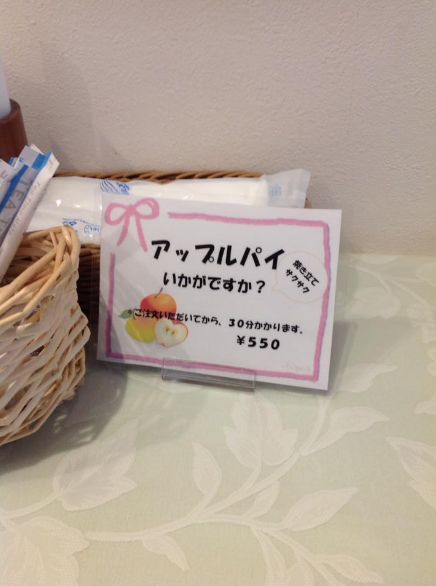 アップルパイ
いかがですか？
焼き立て
サクサク
＊ご注文いただいてから、30分かかります。
￥550